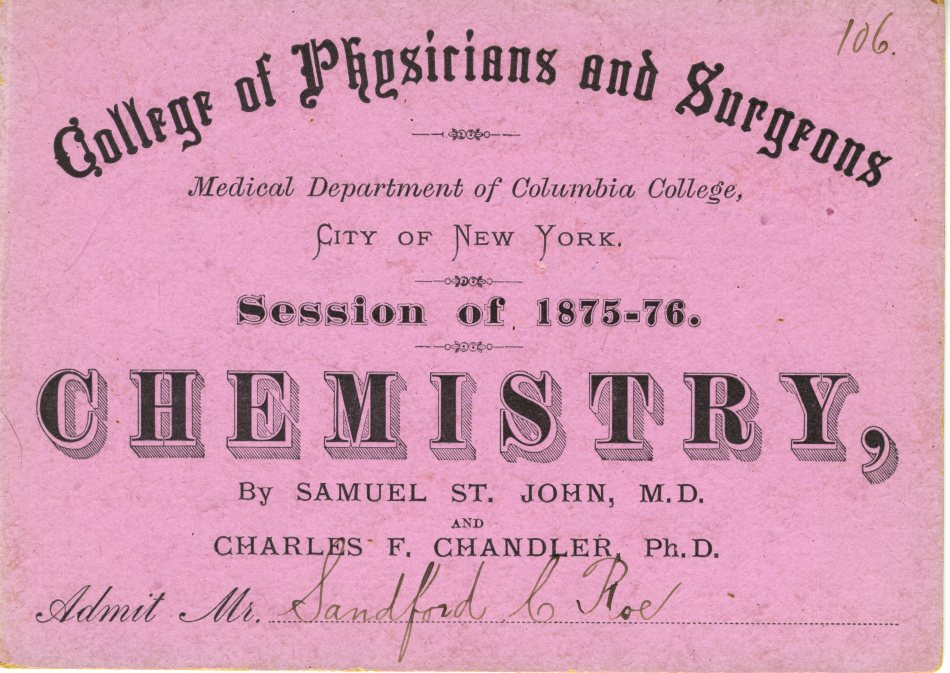 106.
College of Physicians and Surgeons
Medical Department of Columbia College,
CITY OF NEW YORK.
Session of 1875-76.
CHEMISTRY,
By SAMUEL ST. JOHN, M.D.
AND
CHARLES F. CHANDLER, Ph.D.
Admit Mr. Sandford C Roe